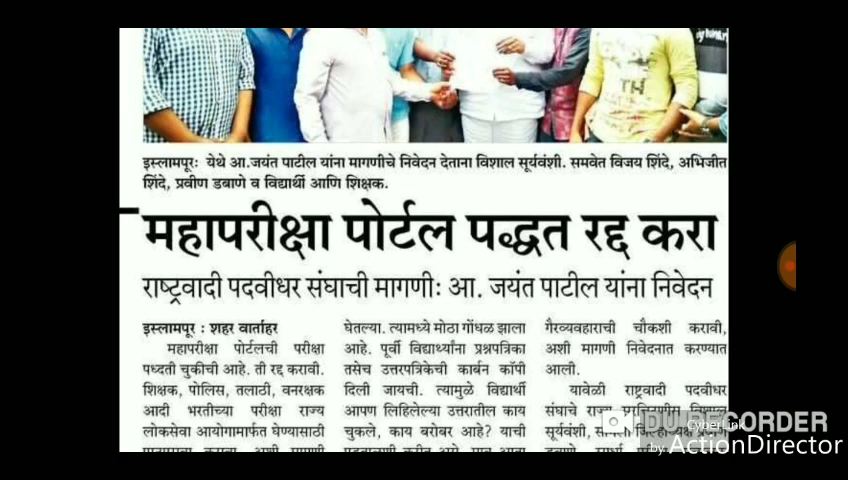 इस्लामपूरः येथे आ.जयंत पाटील यांना मागणीचे निवेदन देताना विशाल सूर्यवंशी. समवेत विजय शिंदे, अभिजीत
शिंदे, प्रवीण डबाणे व विद्यार्थी आणि शिक्षक.
महापरीक्षा पोर्टल पद्धत रद्द करा
राष्ट्रवादी पदवीधर संघाची मागणीः आ. जयंत पाटील यांना निवेदन
इस्लामपूर : शहर वार्ताहर
महापरीक्षा पोर्टलची परीक्षा
पध्दती चुकीची आहे. ती रद्द करावी.
शिक्षक, पोलिस, तलाठी, वनरक्षक
आदी भरतीच्या परीक्षा राज्य
लोकसेवा आयोगामार्फत घेण्यासाठी
घेतल्या. त्यामध्ये मोठा गोंधळ झाला
आहे. पूर्वी विद्यार्थ्यांना प्रश्नपत्रिका
तसेच उत्तरपत्रिकेची कार्बन कॉपी
दिली जायची. त्यामुळे विद्यार्थी
आपण लिहिलेल्या उत्तरातील काय
चुकले, काय बरोबर आहे? याची
गैरव्यवहाराची चौकशी करावी,
अशी मागणी निवेदनात करण्यात
आली.
यावेळी राष्ट्रवादी पदवीधर
संघाचे
सूर्यवंशी,
DU RECORDER
CyberLink
by ActionDirector